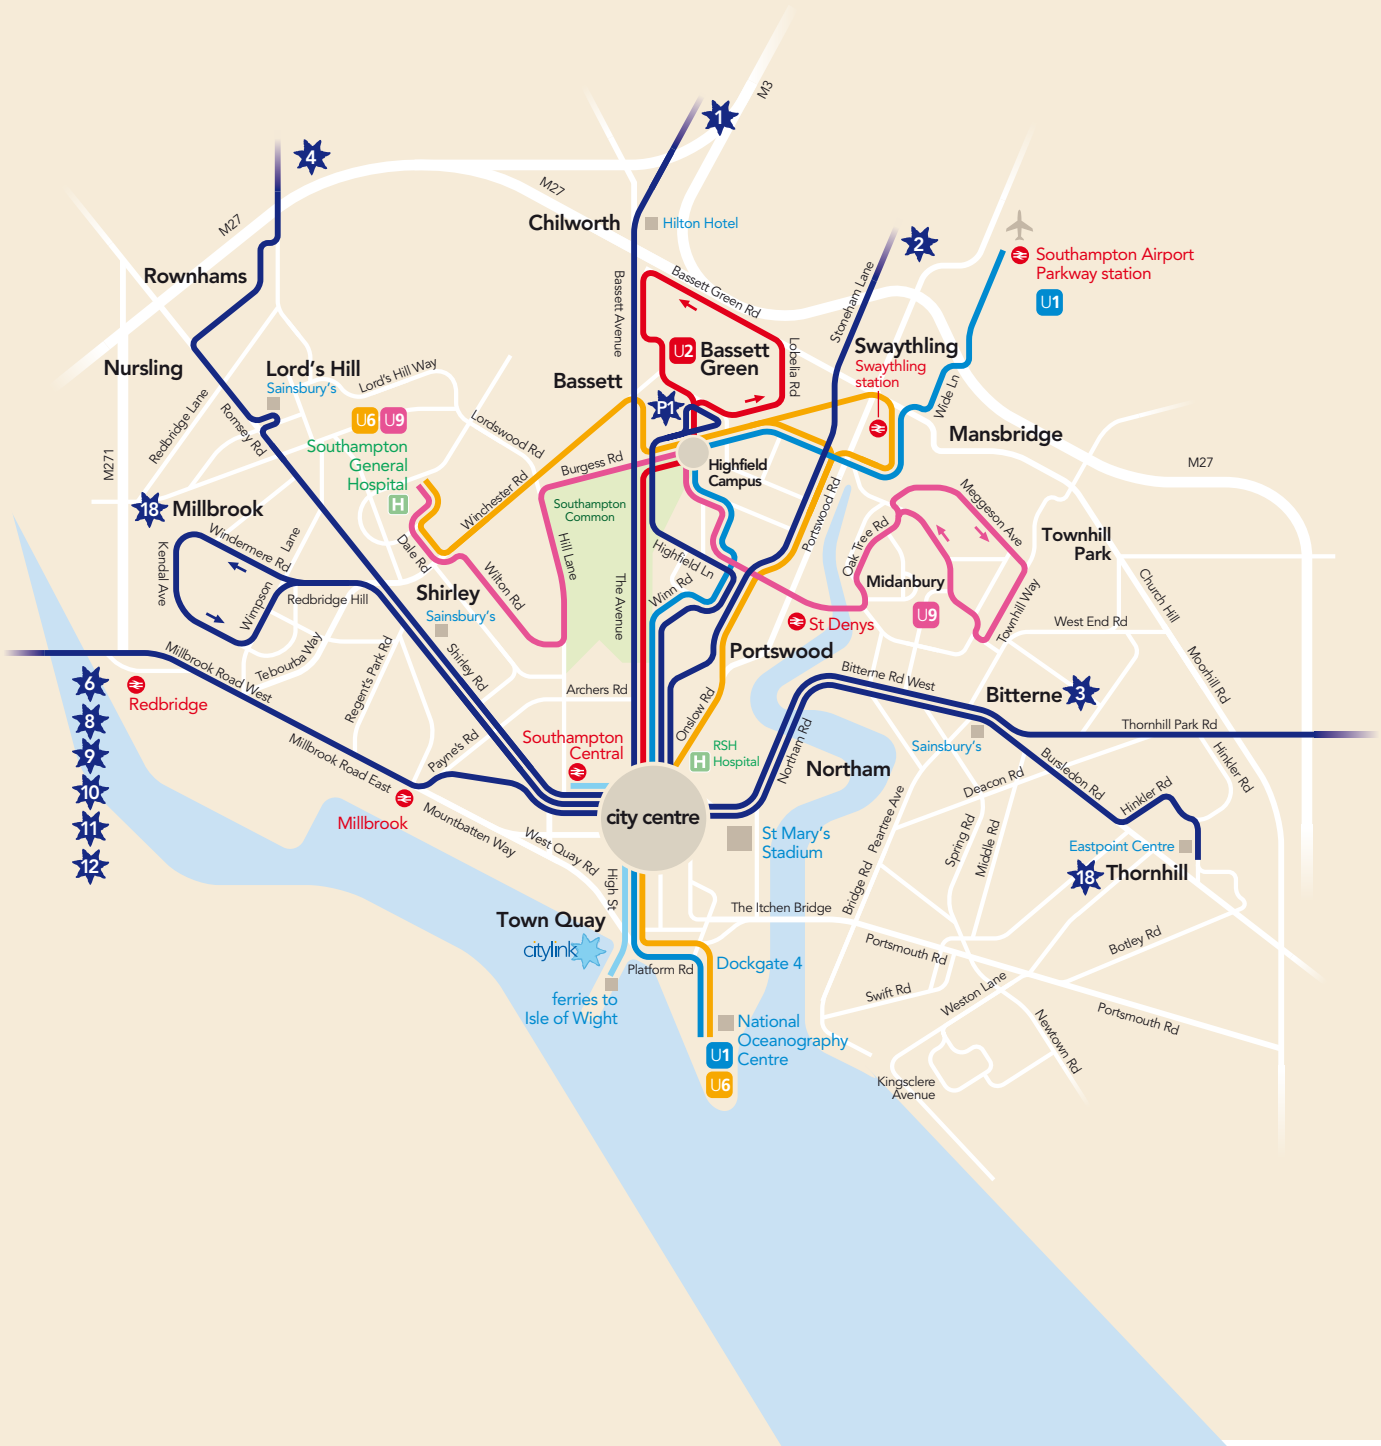 M3
1
4
M27
M27
Chilworth
Hilton Hotel
2
Southampton Airport
Parkway station
U1
Rownhams
Bassett Avenue
Bassett Green Rd
Stoneham Lane
Nursling
Lord's Hill
Sainsbury's
Lord's Hill Way
U2
Bassett
Green
Lobelia Rd
Swaythling
Swaythling
station
Wide Ln
Bassett
P1
Redbridge Lane
Romsey Rd
U6
U9
Southampton
General
Hospital
H
Lordswood Rd
Winchester Rd
Burgess Rd
Highfield
Campus
Mansbridge
M27
M271
18
Millbrook
Windermere Rd
Kendal Ave
Wimpson
Lane
Redbridge Hill
Dale Rd
Wilton Rd
Hill Lane
Southampton
Common
The Avenue
Highfield Ln
Winn Rd
Portswood Rd
Oak Tree Rd
Meggeson Ave
Townhill
Park
Midanbury
U9
Townhill Way
Church Hill
West End Rd
Moorhill Rd
Shirley
Sainsbury's
Shirley Rd
St Denys
Portswood
Tebourba Way
Regent's Park Rd
Millbrook Road West
Redbridge
6
8
9
10
11
12
Archers Rd
Onslow Rd
Bitterne Rd West
Bitterne
3
Thornhill Park Rd
Sainsbury's
Hinkler Rd
Millbrook Road East
Payne's Rd
Southampton
Central
H
RSH
Hospital
Northam Rd
Northam
Deacon Rd
Bursledon Rd
Hinkler Rd
Millbrook
Mountbatten Way
West Quay Rd
city centre
St Mary's
Stadium
Peartree Ave
Spring Rd
Middle Rd
Eastpoint Centre
18
Thornhill
High St
Bridge Rd
The Itchen Bridge
Town Quay
citylink
Platform Rd
Dockgate 4
Portsmouth Rd
Botley Rd
ferries to
Isle of Wight
Swift Rd
Weston Lane
Portsmouth Rd
Newtown Rd
National
Oceanography
Centre
U1
U6
Kingsclere
Avenue